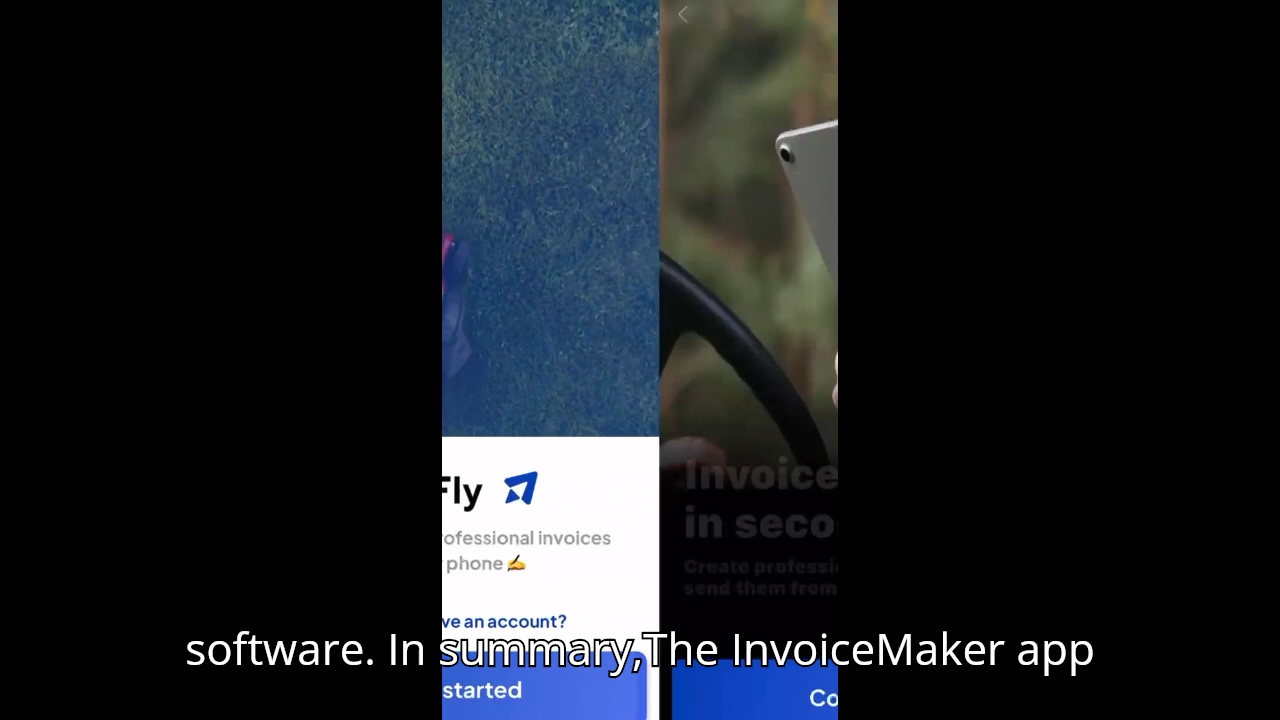 Fly
rofessional invoices
phone ✍
ve an account?
started
Invoice
in seco
Create professi
send them from
Co
software. In summary,The InvoiceMaker app